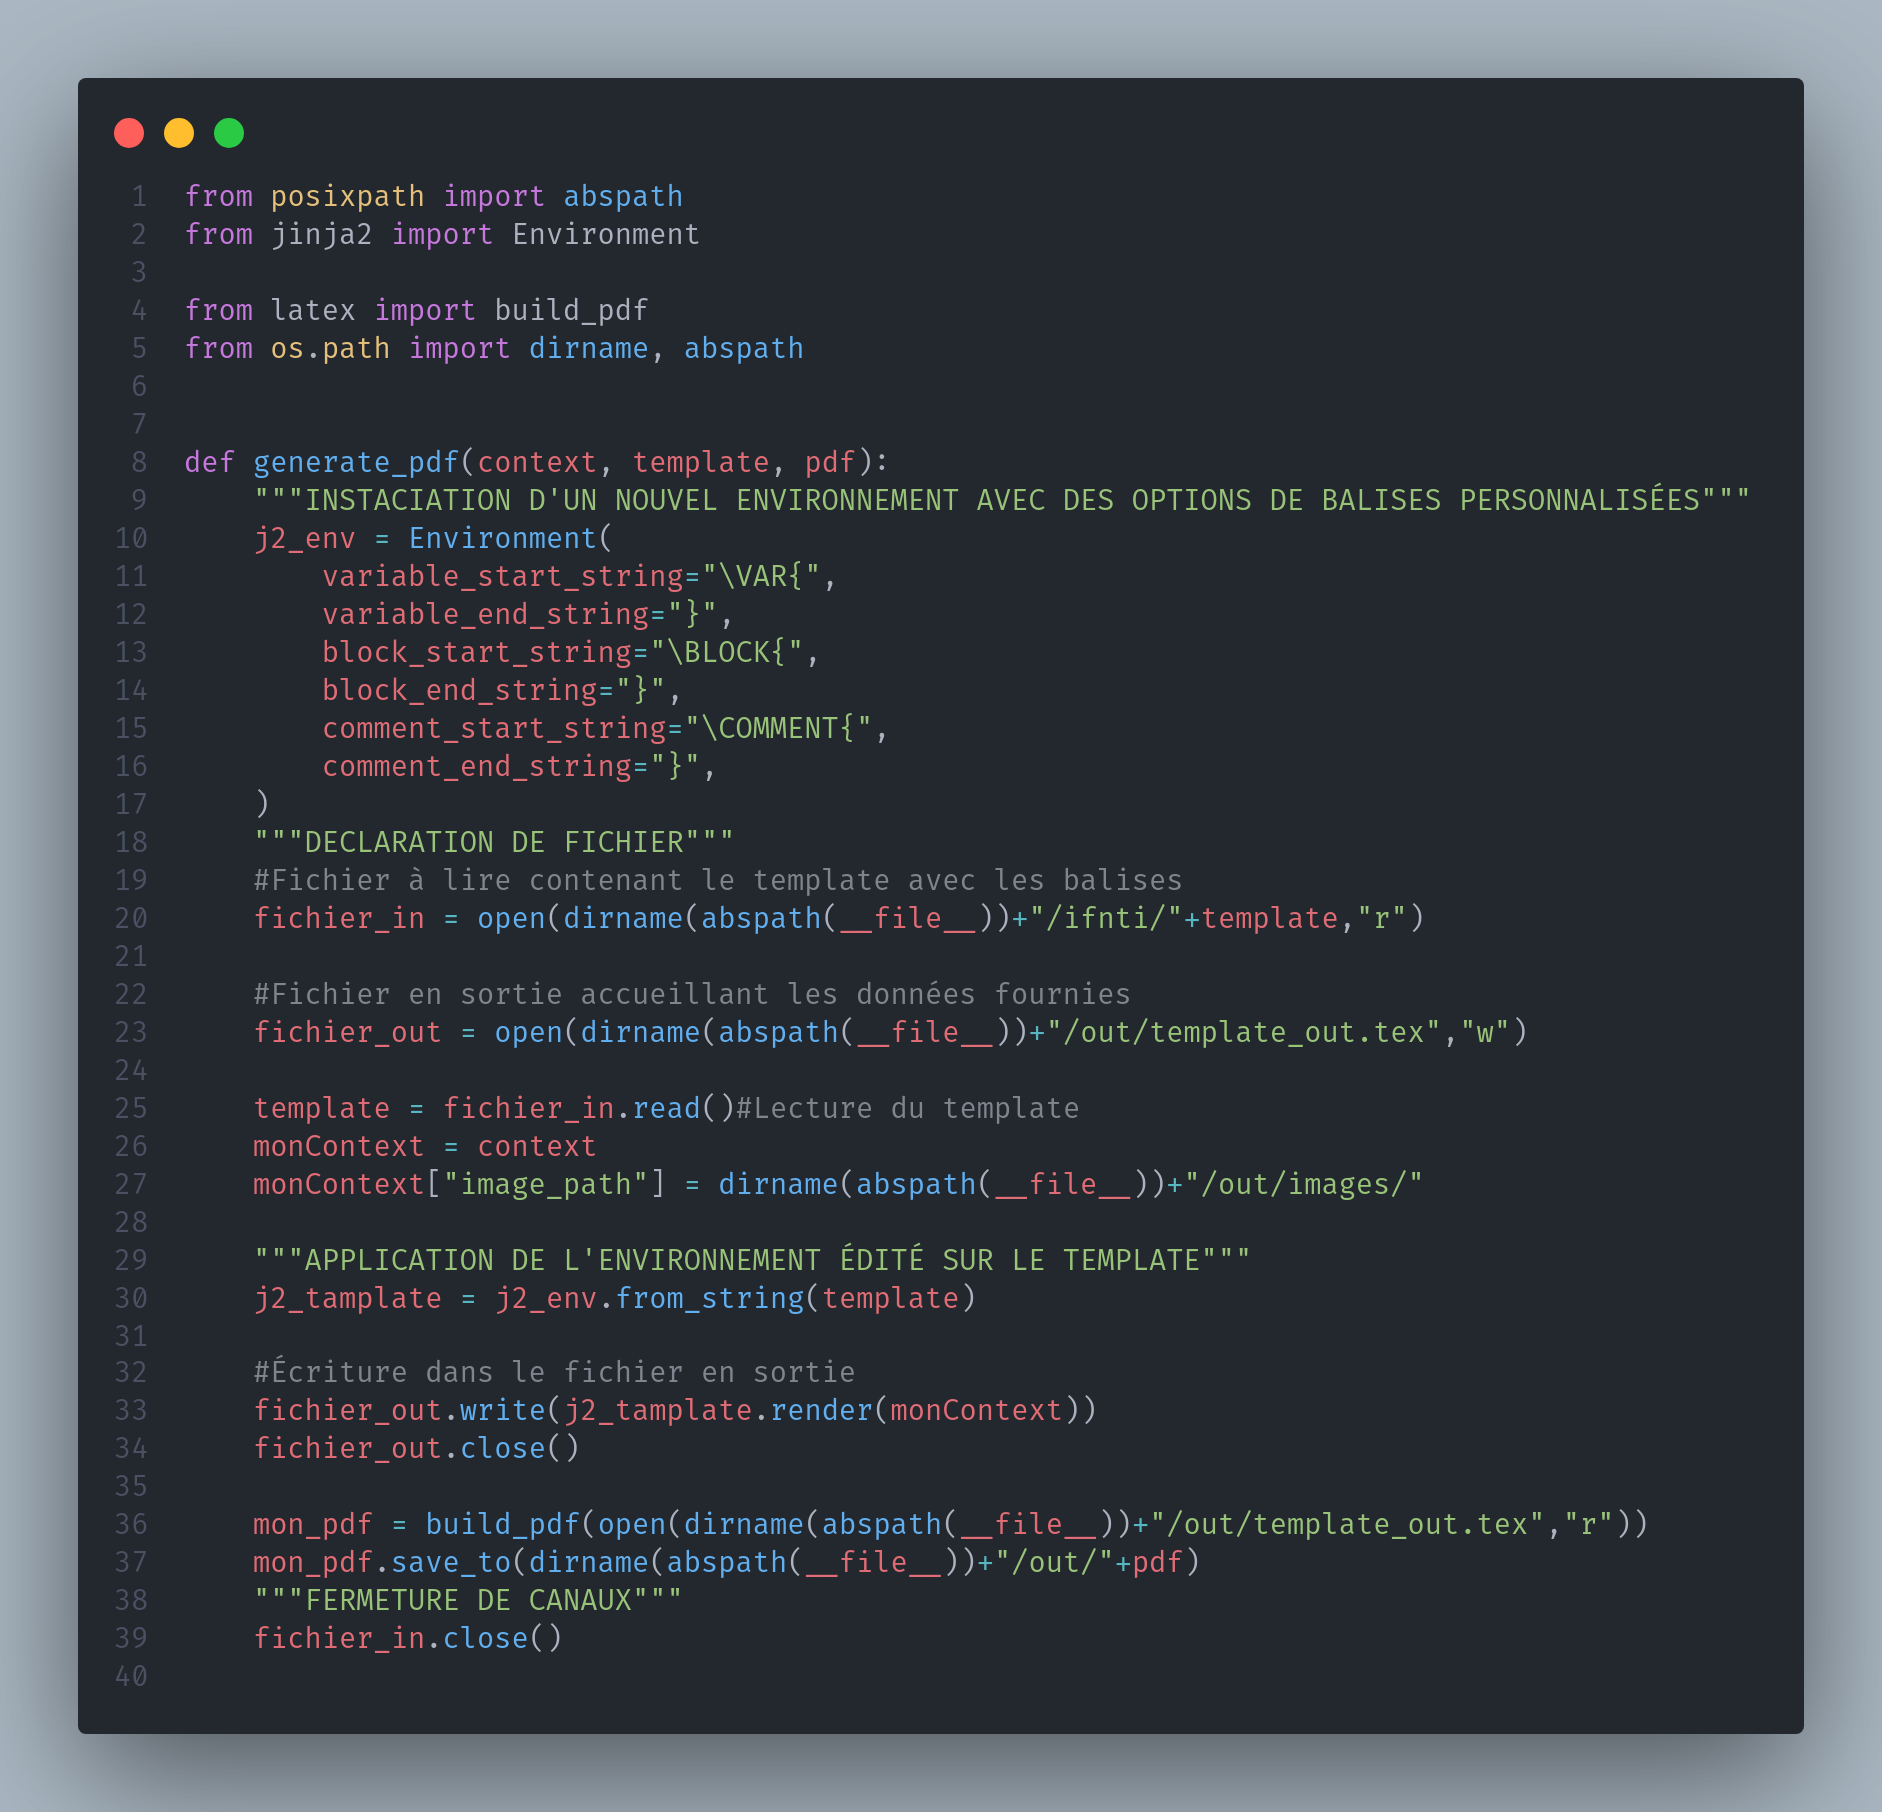 1 from posixpath import abspath
2 from jinja2 import Environment
3
4 from latex import build_pdf
5 from os.path import dirname, abspath
6
7
8 def generate_pdf(context, template, pdf):
9     """INSTACIATION D'UN NOUVEL ENVIRONNEMENT AVEC DES OPTIONS DE BALISES PERSONNALISÉES"""
10     j2_env = Environment(
11         variable_start_string="\VAR{",
12         variable_end_string="}",
13         block_start_string="\BLOCK{",
14         block_end_string="}",
15         comment_start_string="\COMMENT{",
16         comment_end_string="}",
17     )
18     """DECLARATION DE FICHIER"""
19     #Fichier à lire contenant le template avec les balises
20     fichier_in = open(dirname(abspath(__file__))+"/ifnti/"+template,"r")
21
22     #Fichier en sortie accueillant les données fournies
23     fichier_out = open(dirname(abspath(__file__))+"/out/template_out.tex","w")
24
25     template = fichier_in.read()#Lecture du template
26     monContext = context
27     monContext["image_path"] = dirname(abspath(__file__))+"/out/images/"
28
29     """APPLICATION DE L'ENVIRONNEMENT ÉDITÉ SUR LE TEMPLATE"""
30     j2_tamplate = j2_env.from_string(template)
31
32     #Écriture dans le fichier en sortie
33     fichier_out.write(j2_tamplate.render(monContext))
34     fichier_out.close()
35
36     mon_pdf = build_pdf(open(dirname(abspath(__file__))+"/out/template_out.tex","r"))
37     mon_pdf.save_to(dirname(abspath(__file__))+"/out/"+pdf)
38     """FERMETURE DE CANAUX"""
39     fichier_in.close()
40